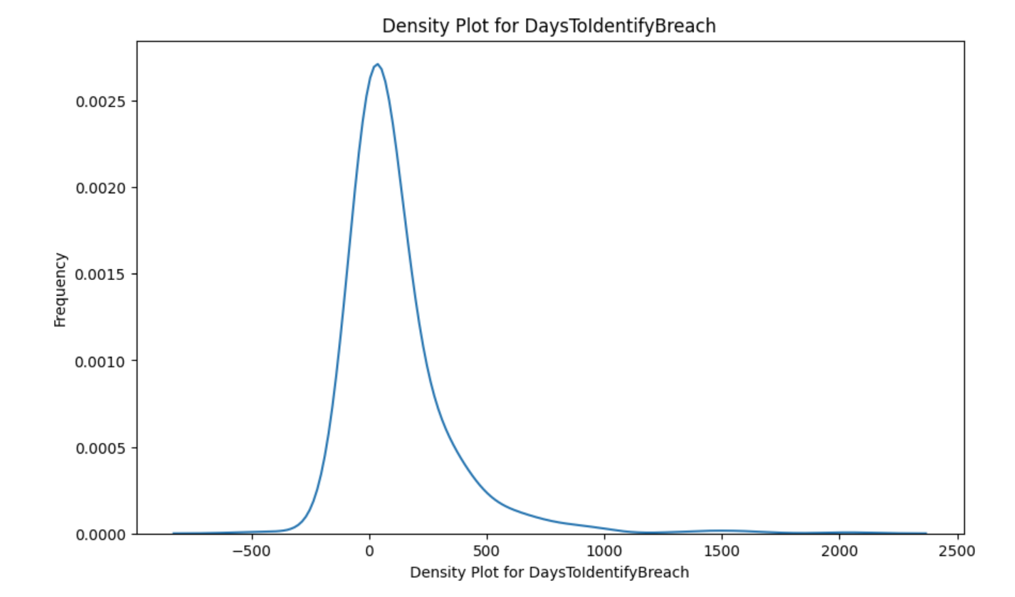 Density Plot for DaysToIdentifyBreach
Frequency
0.0025
0.0020
0.0015
0.0010
0.0005
0.0000
−500 0 500 1000 1500 2000 2500
Density Plot for DaysToIdentifyBreach